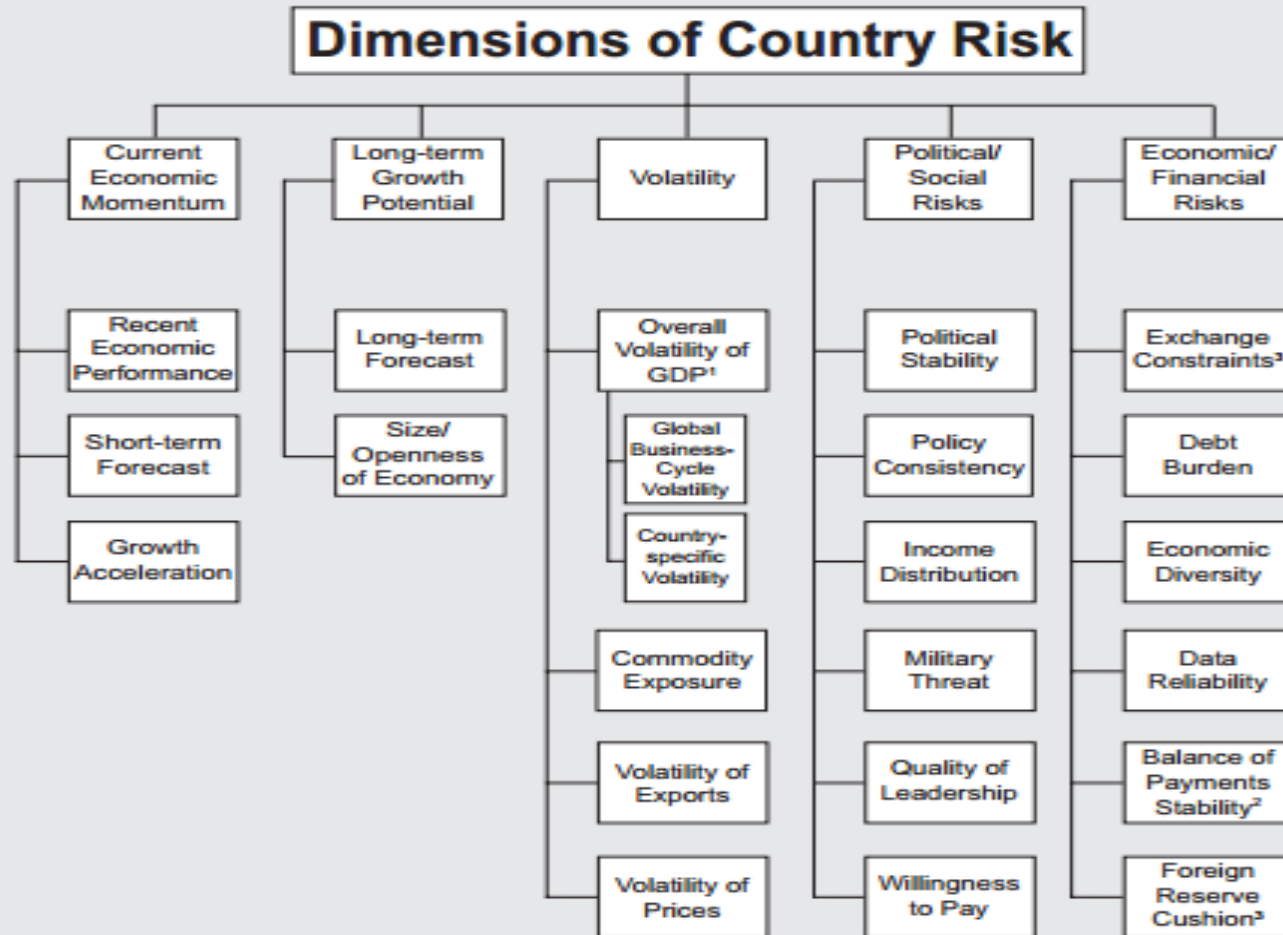 Dimensions of Country Risk
Current
Economic
Momentum
Long-term
Growth
Potential
Volatility
Political/
Social
Risks
Economic/
Financial
Risks
Recent
Economic
Performance
Long-term
Forecast
Overall
Volatility of
GDP¹
Political
Stability
Exchange
Constraints³
Short-term
Forecast
Size/
Openness
of Economy
Global
Business-
Cycle
Volatility
Policy
Consistency
Debt
Burden
Growth
Acceleration
Country-
specific
Volatility
Income
Distribution
Economic
Diversity
Commodity
Exposure
Military
Threat
Data
Reliability
Volatility of
Exports
Quality of
Leadership
Balance of
Payments
Stability²
Volatility of
Prices
Willingness
to Pay
Foreign
Reserve
Cushion³